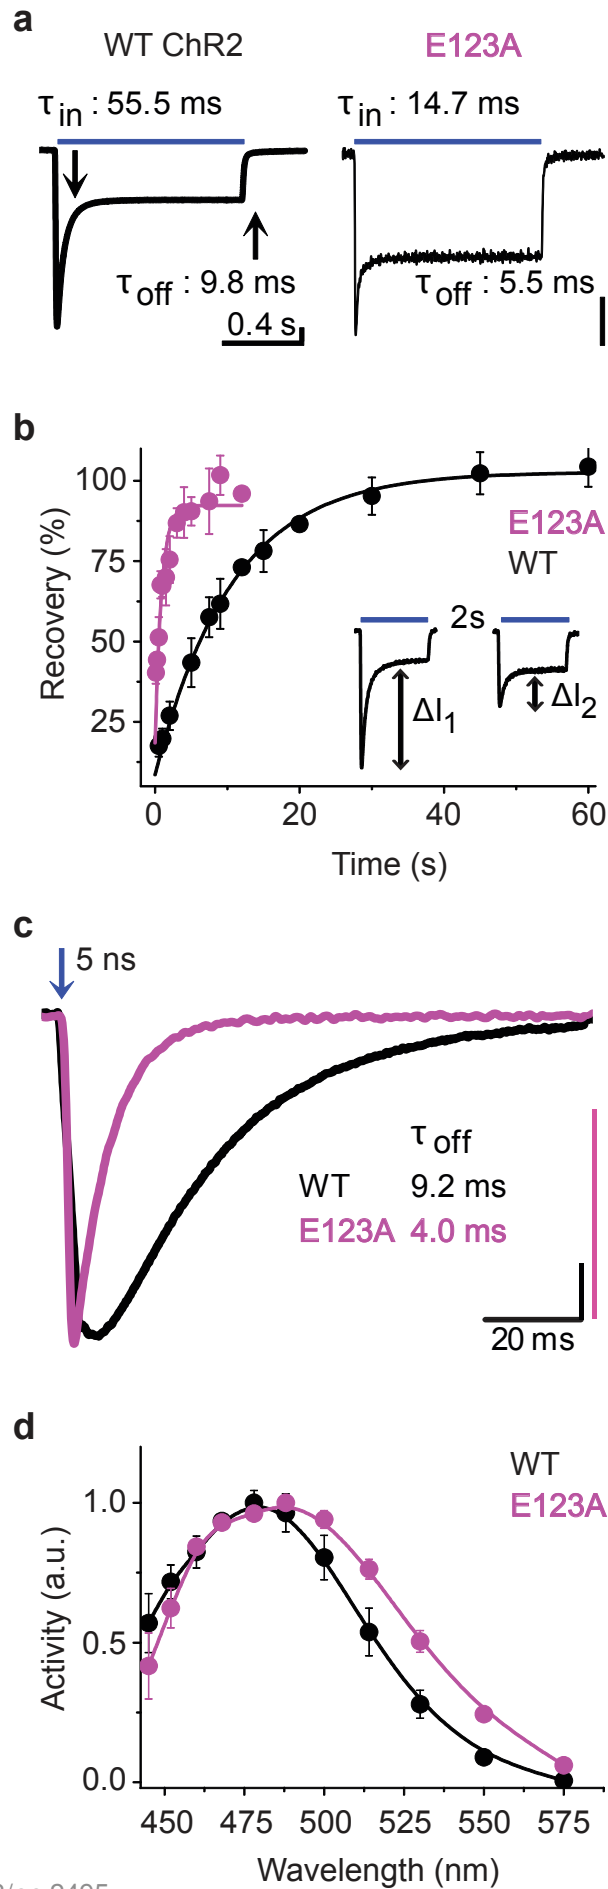 a
WT ChR2 E123A
τin : 55.5 ms τin : 14.7 ms
τoff : 9.8 ms τoff : 5.5 ms
0.4 s
b
100
75
50
25
Recovery (%)
E123A
WT
2s
ΔI1 ΔI2
0 20 40 60
Time (s)
c
5 ns
τoff
WT 9.2 ms
E123A 4.0 ms
20 ms
d
WT
E123A
1.0
0.5
0.0
Activity (a.u.)
450 475 500 525 550 575
Wavelength (nm)